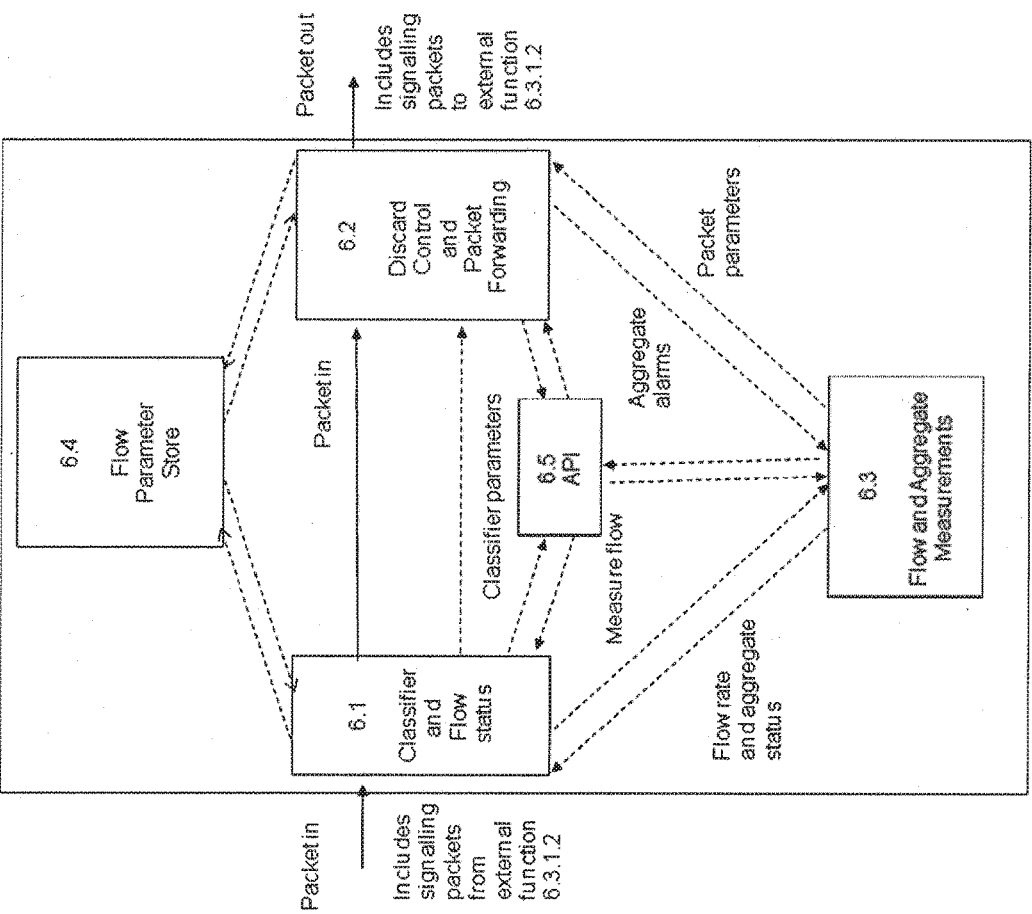 6.4
Flow
Parameter
Store
Packet in
Includes
signalling
packets
from
external
function
6.3.1.2
6.1
Classifier
and
Flow
status
Packet in
Classifier parameters
6.2
Discard
Control
and
Packet
Forwarding
Packet out
Includes
signalling
packets
to
external
function
6.3.1.2
6.5
API
Measure flow
Aggregate
alarms
Packet
parameters
Flow rate
and aggregate
status
6.3
Flow and Aggregate
Measurements